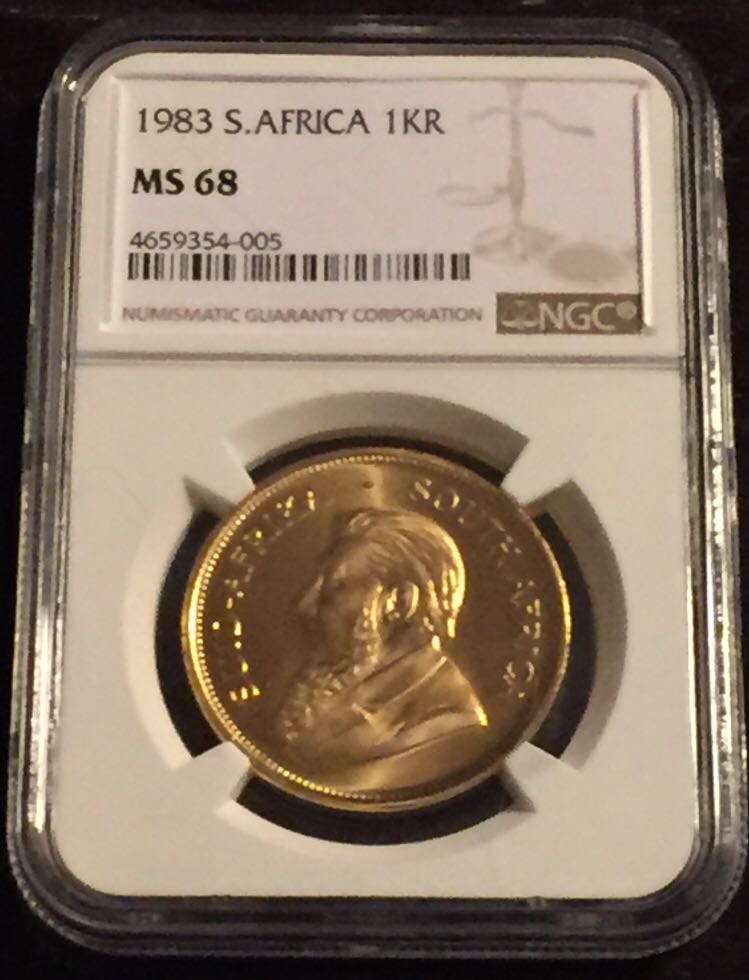 1983 S.AFRICA 1KR
MS 68
4659354-005
NUMISMATIC GUARANTY CORPORATION
NGC®
SUID-AFRIKA
SOUTH AFRICA